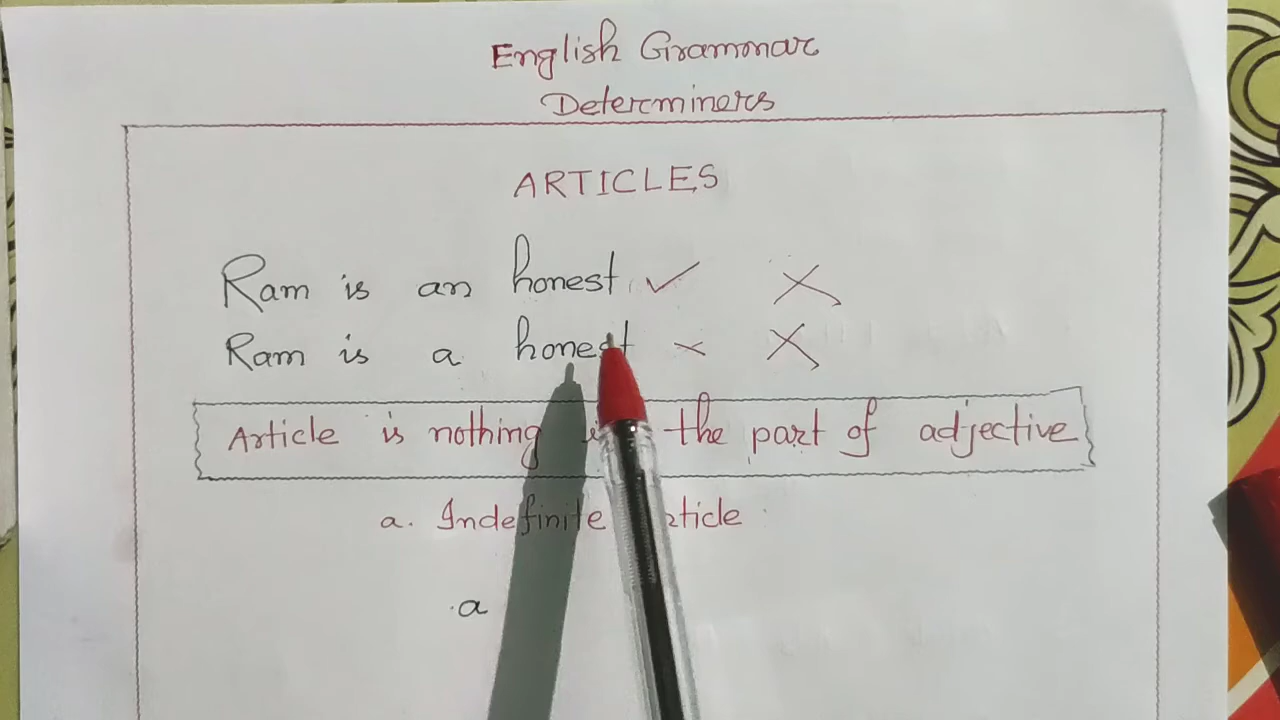 English Grammar
Determiners
ARTICLES
Ram is an honest
Ram is a honest
Article is nothing the part of adjective
a. Indefinite
a